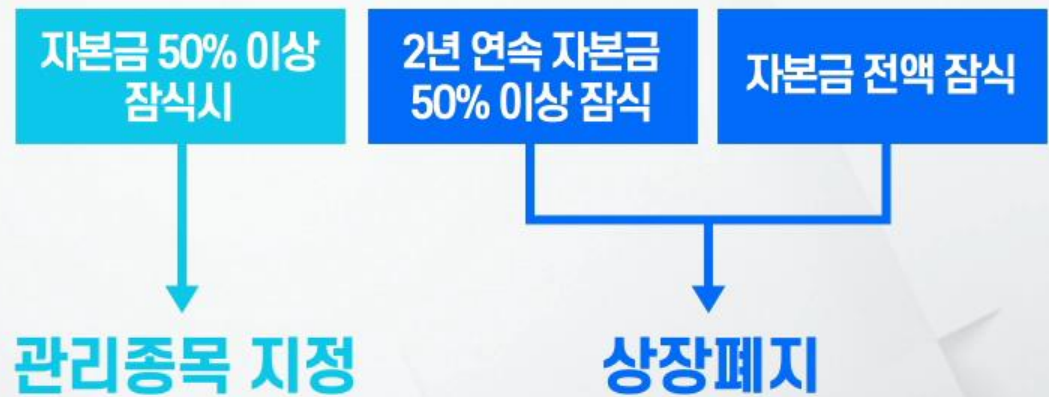 자본금 50% 이상
잠식시
2년 연속 자본금
50% 이상 잠식
자본금 전액 잠식
관리종목 지정
상장폐지